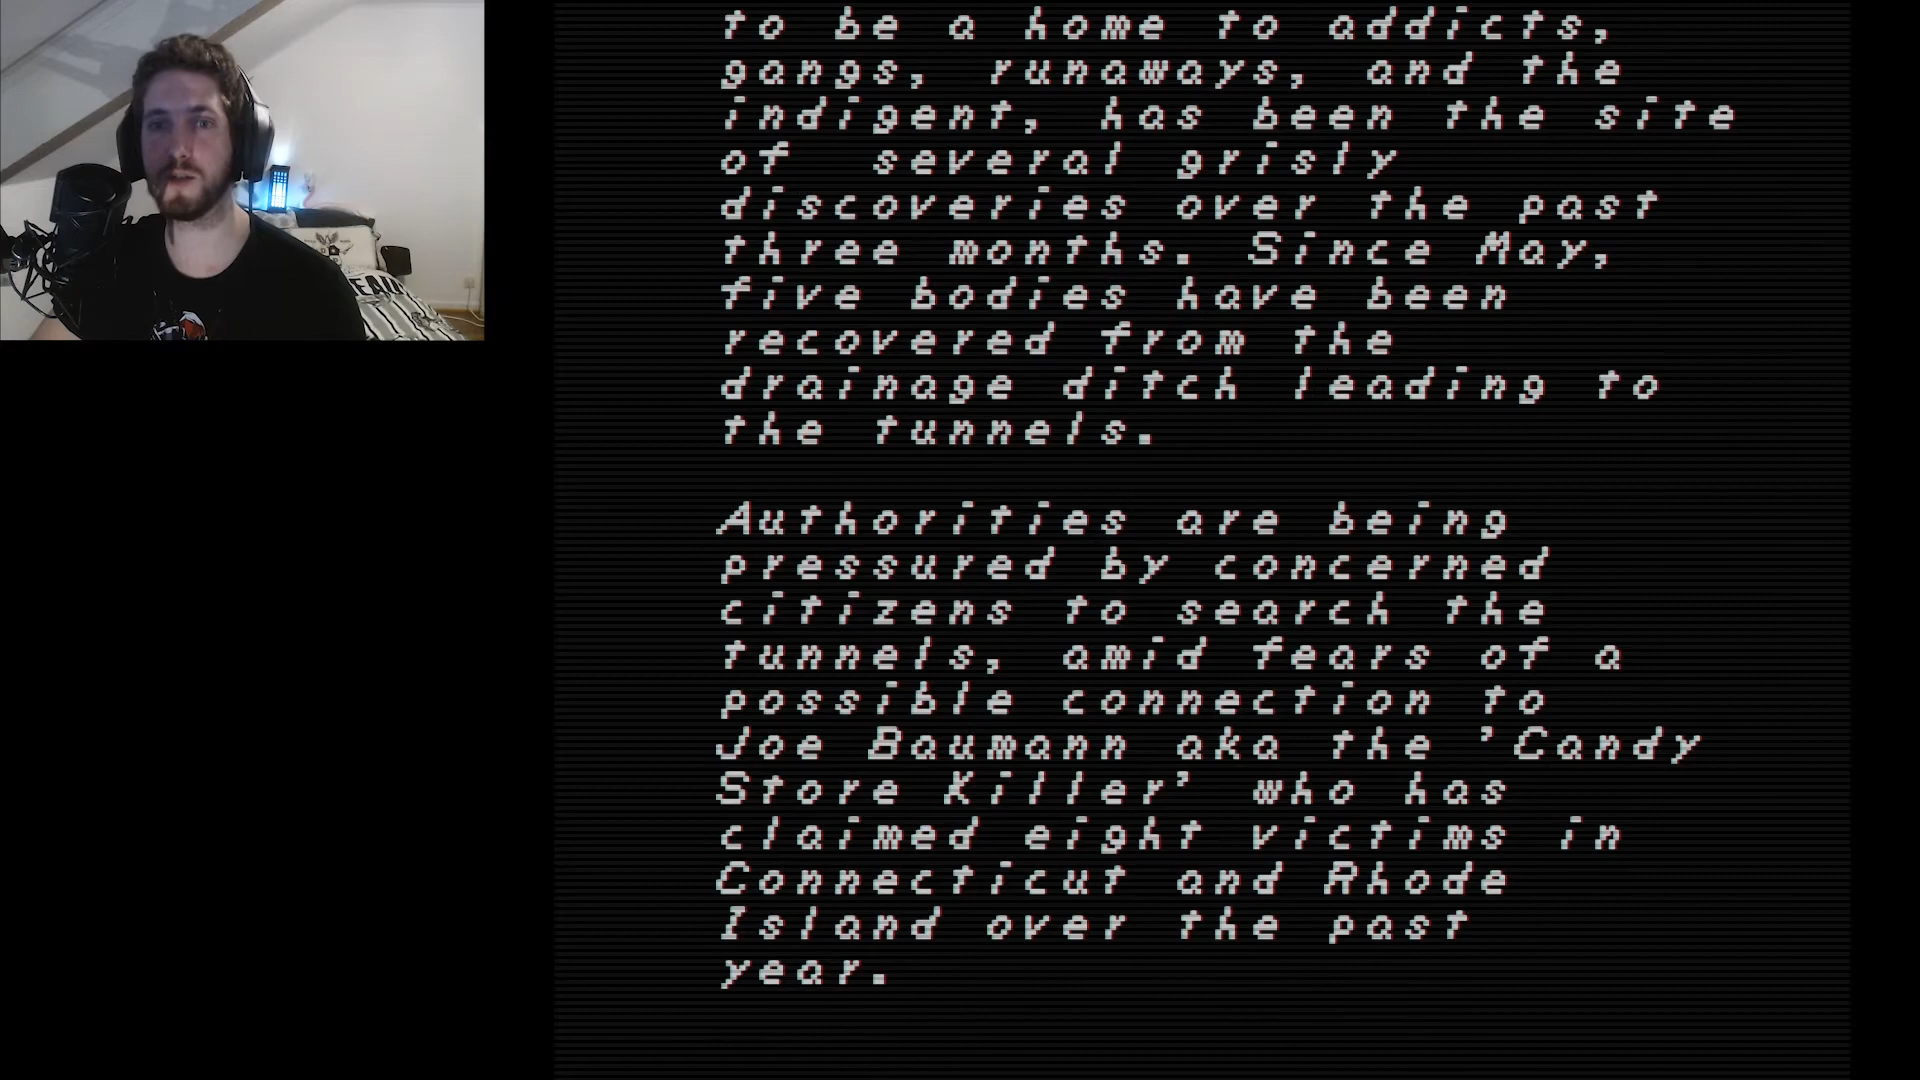 to be a home to addicts,
gangs, runaways, and the
indigent, has been the site
of several grisly
discoveries over the past
three months. Since May,
five bodies have been
recovered from the
drainage ditch leading to
the tunnels.
Authorities are being
pressured by concerned
citizens to search the
tunnels, amid fears of a
possible connection to
Joe Baumann aka the 'Candy
Store Killer' who has
claimed eight victims in
Connecticut and Rhode
Island over the past
year.